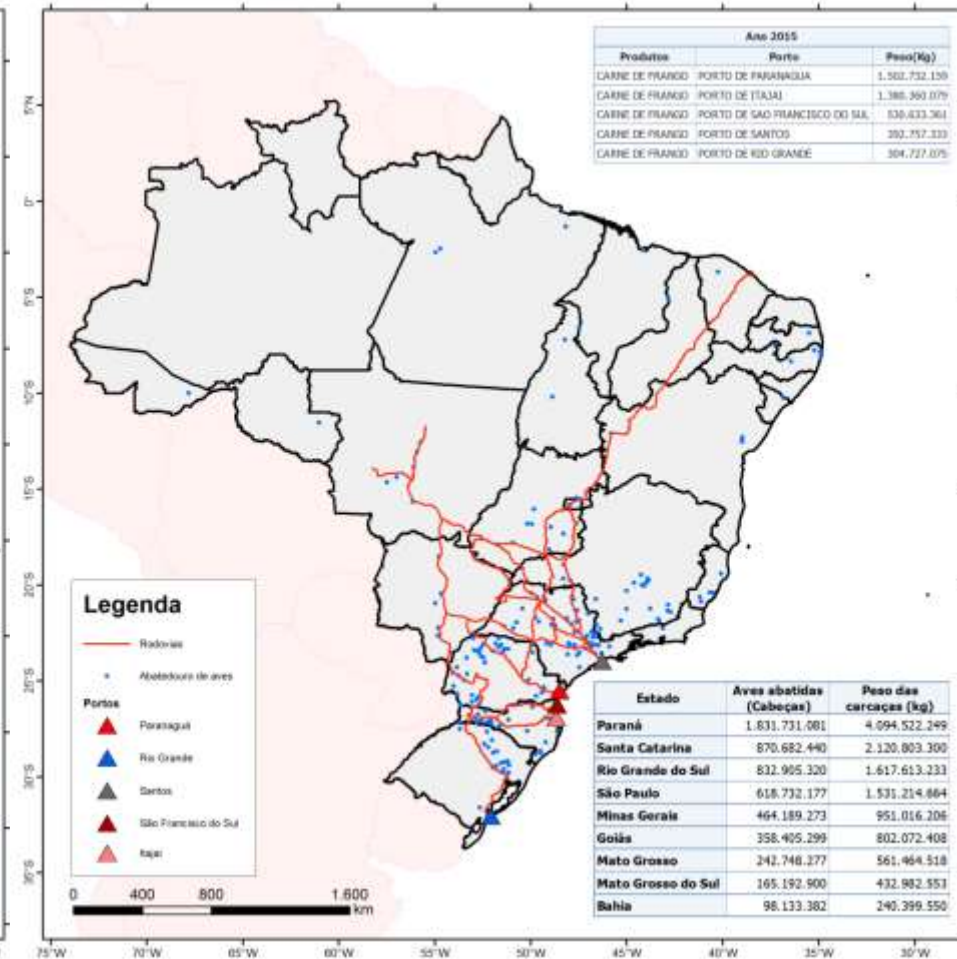 Ano 2015
Produtos Porto Peso(Kg)
CARNE DE FRANGO PORTO DE PARANAGUA 1.502.732.159
CARNE DE FRANGO PORTO DE ITAJAI 1.380.360.079
CARNE DE FRANGO PORTO DE SAO FRANCISCO DO SUL 530.633.361
CARNE DE FRANGO PORTO DE SANTOS 392.757.333
CARNE DE FRANGO PORTO DE RIO GRANDE 304.727.075
5°N
0°
5°S
10°S
15°S
20°S
25°S
30°S
35°S
Legenda
Rodovias
Abatedouro de aves
Portos
Paranaguá
Rio Grande
Santos
São Francisco do Sul
Itajaí
0 400 800 1.600
km
Estado Aves abatidas (Cabeças) Peso das carcaças (kg)
Paraná 1.831.731.081 4.094.522.249
Santa Catarina 870.682.440 2.120.803.300
Rio Grande do Sul 832.905.320 1.617.613.233
São Paulo 618.732.177 1.531.214.664
Minas Gerais 464.189.273 951.016.206
Goiás 358.405.299 802.072.408
Mato Grosso 242.748.277 561.464.518
Mato Grosso do Sul 165.192.900 432.982.553
Bahia 98.133.382 240.399.550
75°W 70°W 65°W 60°W 55°W 50°W 45°W 40°W 35°W 30°W